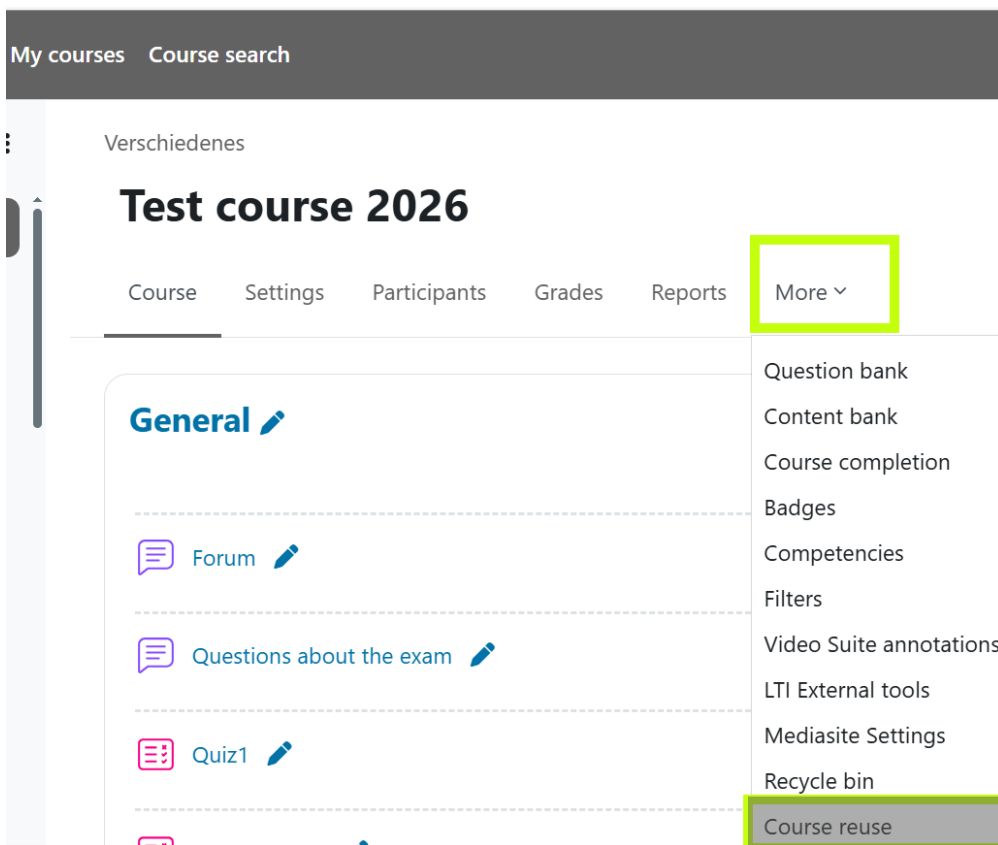 My courses Course search
Verschiedenes
Test course 2026
Course Settings Participants Grades Reports More
General
Forum
Questions about the exam
Quiz1
Question bank
Content bank
Course completion
Badges
Competencies
Filters
Video Suite annotations
LTI External tools
Mediasite Settings
Recycle bin
Course reuse